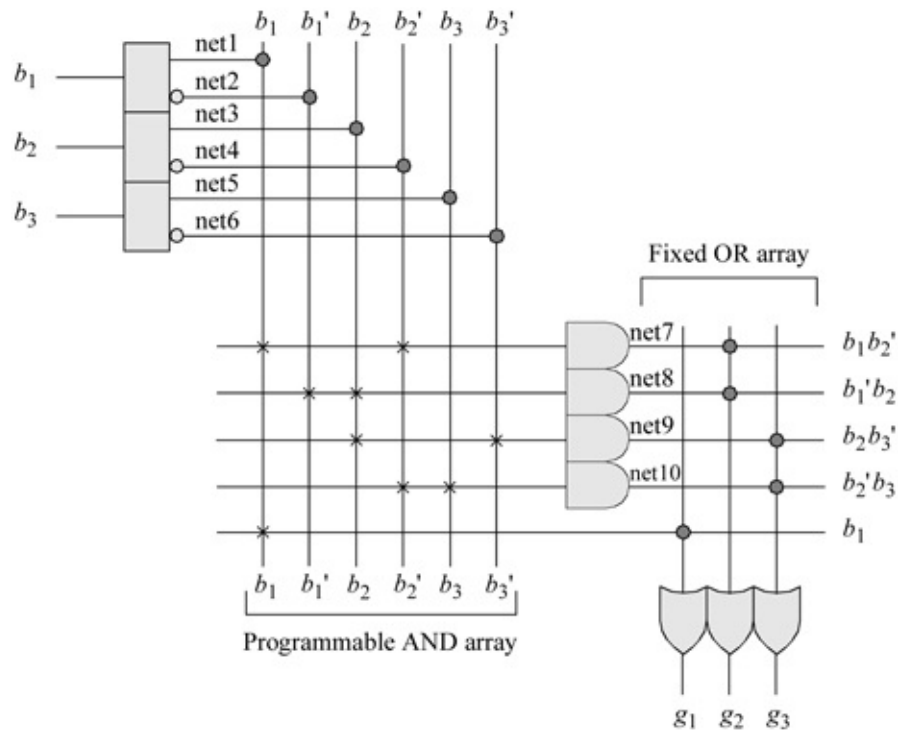 b₁ b₁' b₂ b₂' b₃ b₃'
net1
b₁
net2
net3
b₂
net4
net5
b₃
net6
Fixed OR array
net7 b₁b₂'
net8 b₁'b₂
net9 b₂b₃'
net10 b₂'b₃
b₁
b₁ b₁' b₂ b₂' b₃ b₃'
Programmable AND array
g₁ g₂ g₃